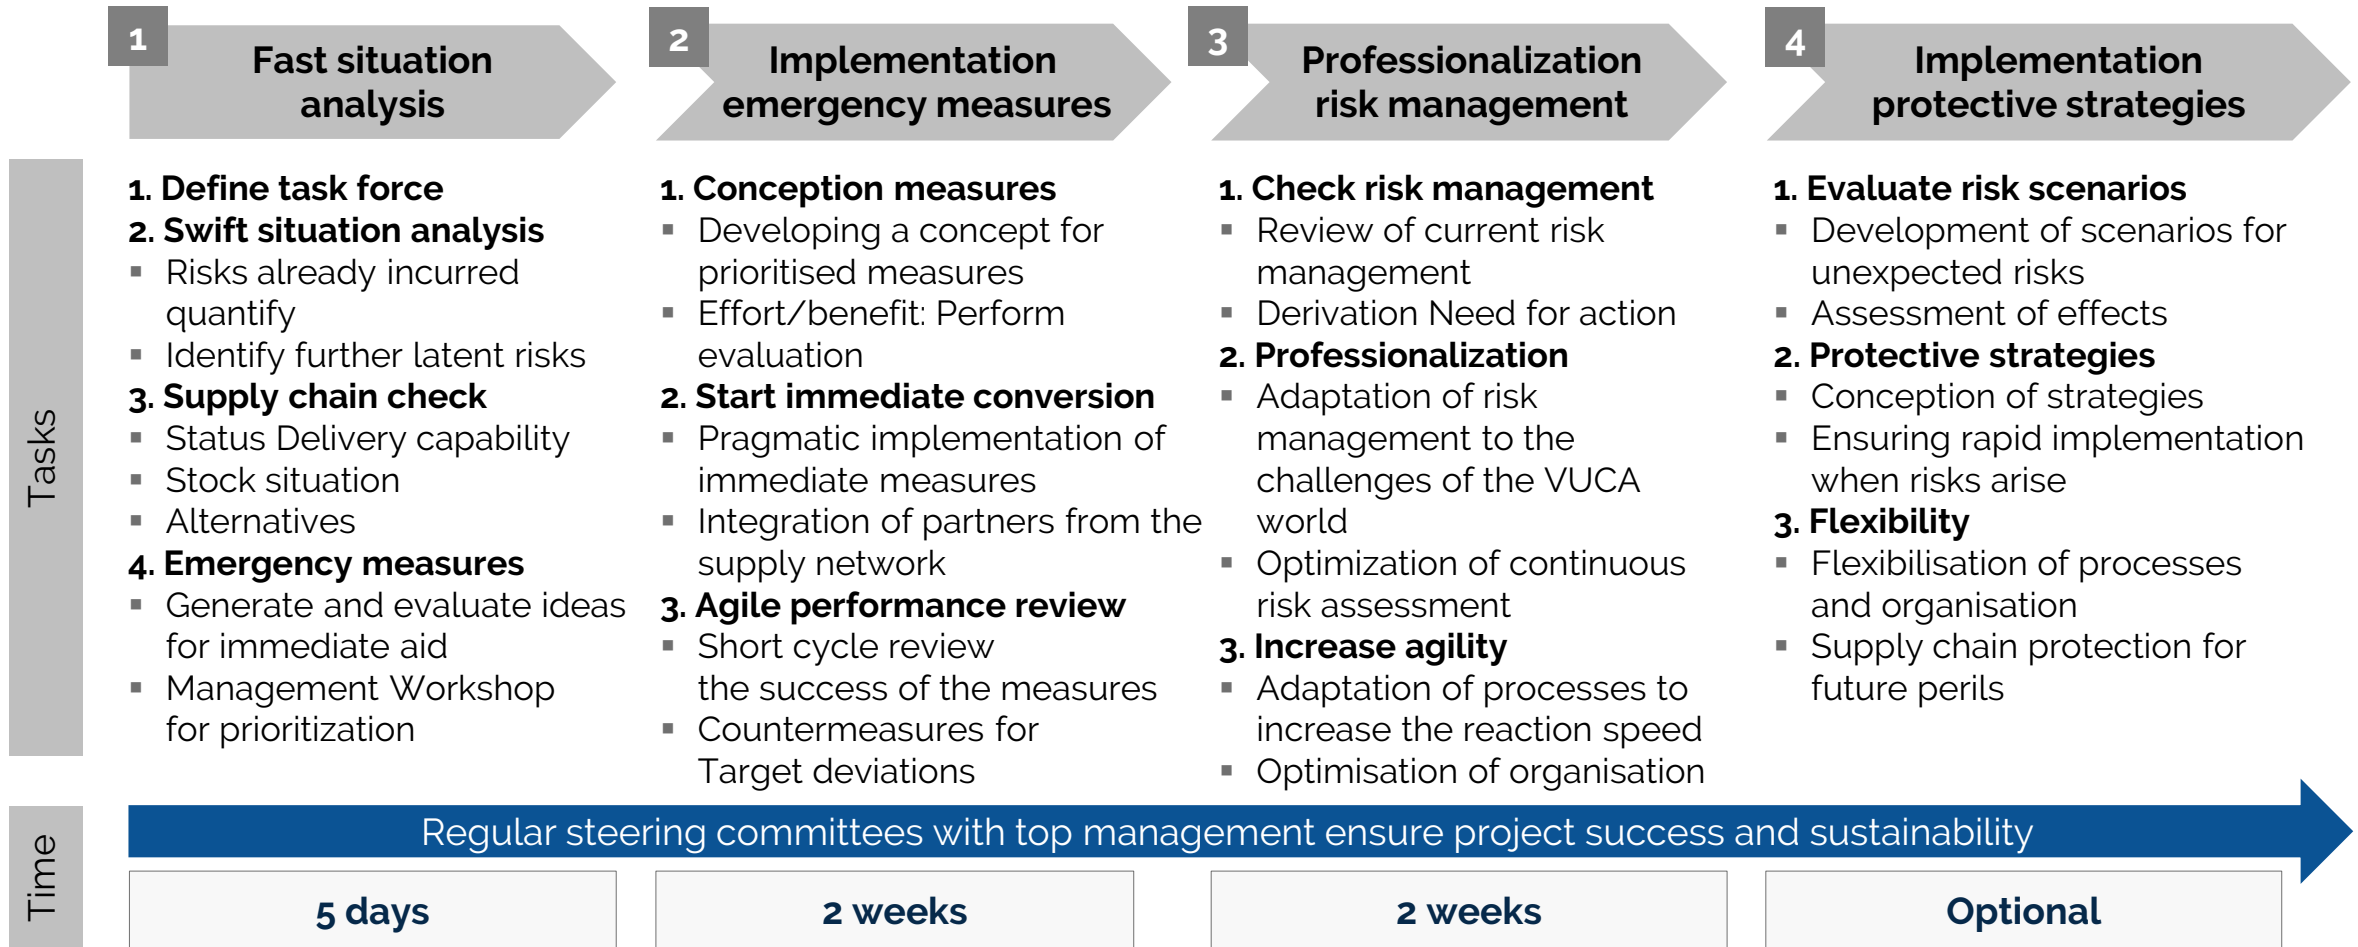 1
Fast situation
analysis
2
Implementation
emergency measures
3
Professionalization
risk management
4
Implementation
protective strategies
Tasks
1. Define task force
2. Swift situation analysis
▪ Risks already incurred
quantify
▪ Identify further latent risks
3. Supply chain check
▪ Status Delivery capability
▪ Stock situation
▪ Alternatives
4. Emergency measures
▪ Generate and evaluate ideas
for immediate aid
▪ Management Workshop
for prioritization
1. Conception measures
▪ Developing a concept for
prioritised measures
▪ Effort/benefit: Perform
evaluation
2. Start immediate conversion
▪ Pragmatic implementation of
immediate measures
▪ Integration of partners from the
supply network
3. Agile performance review
▪ Short cycle review
the success of the measures
▪ Countermeasures for
Target deviations
1. Check risk management
▪ Review of current risk
management
▪ Derivation Need for action
2. Professionalization
▪ Adaptation of risk
management to the
challenges of the VUCA
world
▪ Optimization of continuous
risk assessment
3. Increase agility
▪ Adaptation of processes to
increase the reaction speed
▪ Optimisation of organisation
1. Evaluate risk scenarios
▪ Development of scenarios for
unexpected risks
▪ Assessment of effects
2. Protective strategies
▪ Conception of strategies
▪ Ensuring rapid implementation
when risks arise
3. Flexibility
▪ Flexibilisation of processes
and organisation
▪ Supply chain protection for
future perils
Time
Regular steering committees with top management ensure project success and sustainability
5 days
2 weeks
2 weeks
Optional